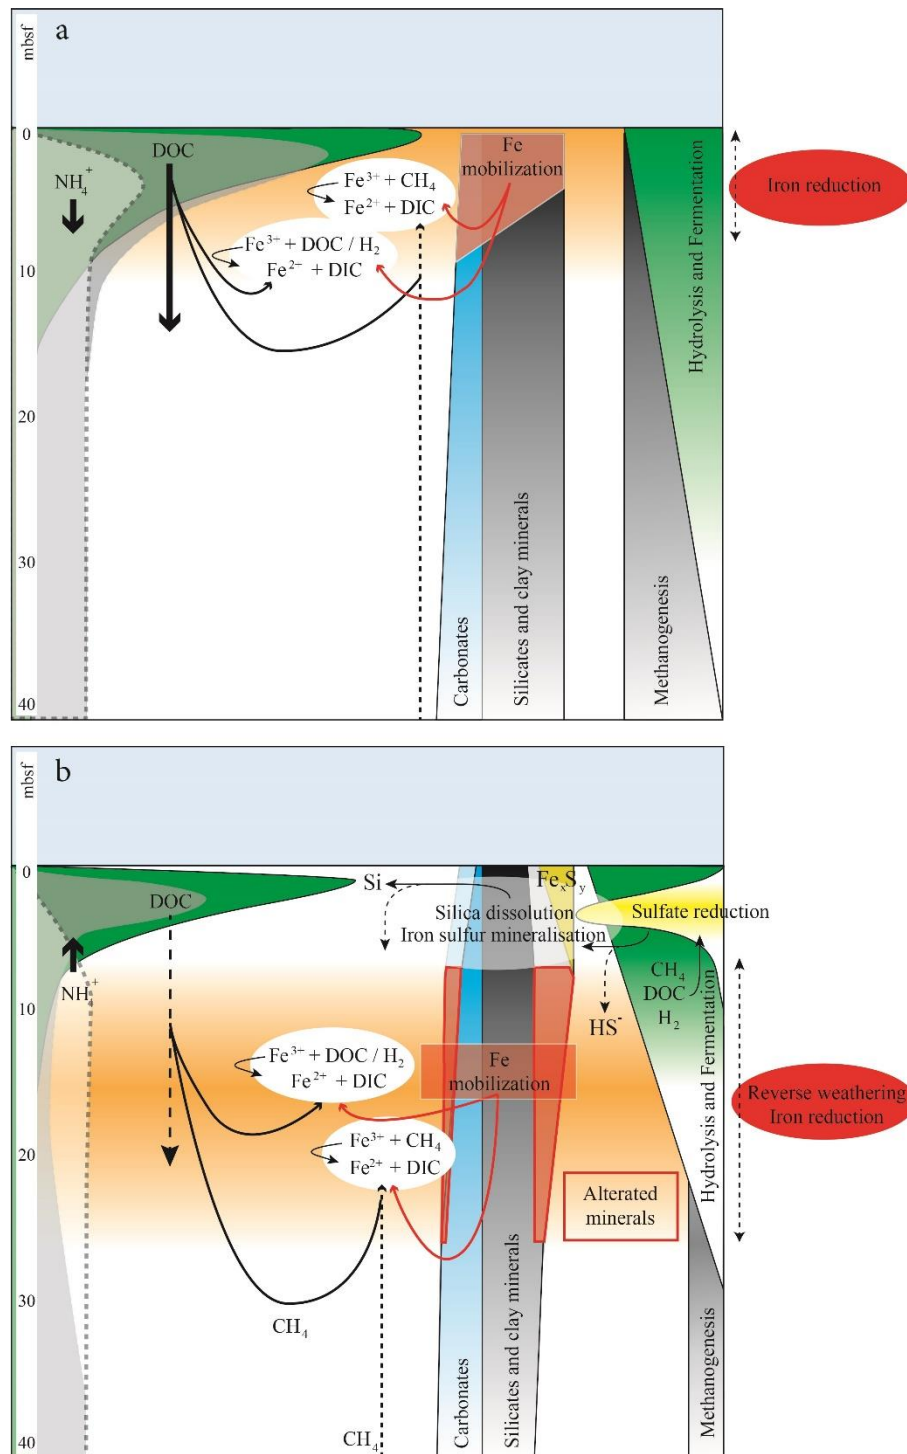 mbsf
a
0
10
20
30
40
NH₄⁺
DOC
Fe³⁺ + CH₄
Fe²⁺ + DIC
Fe³⁺ + DOC / H₂
Fe²⁺ + DIC
Fe
mobilization
Carbonates
Silicates and clay minerals
Methanogenesis
Hydrolysis and Fermentation
Iron reduction
mbsf
b
0
10
20
30
40
DOC
NH₄⁺
Si
FeₓSᵧ
Silica dissolution
Iron sulfur mineralisation
Sulfate reduction
CH₄
DOC
H₂
HS⁻
Fe³⁺ + DOC / H₂
Fe²⁺ + DIC
Fe
mobilization
Fe³⁺ + CH₄
Fe²⁺ + DIC
Alterated
minerals
CH₄
CH₄
Carbonates
Silicates and clay minerals
Methanogenesis
Hydrolysis and Fermentation
Reverse weathering
Iron reduction